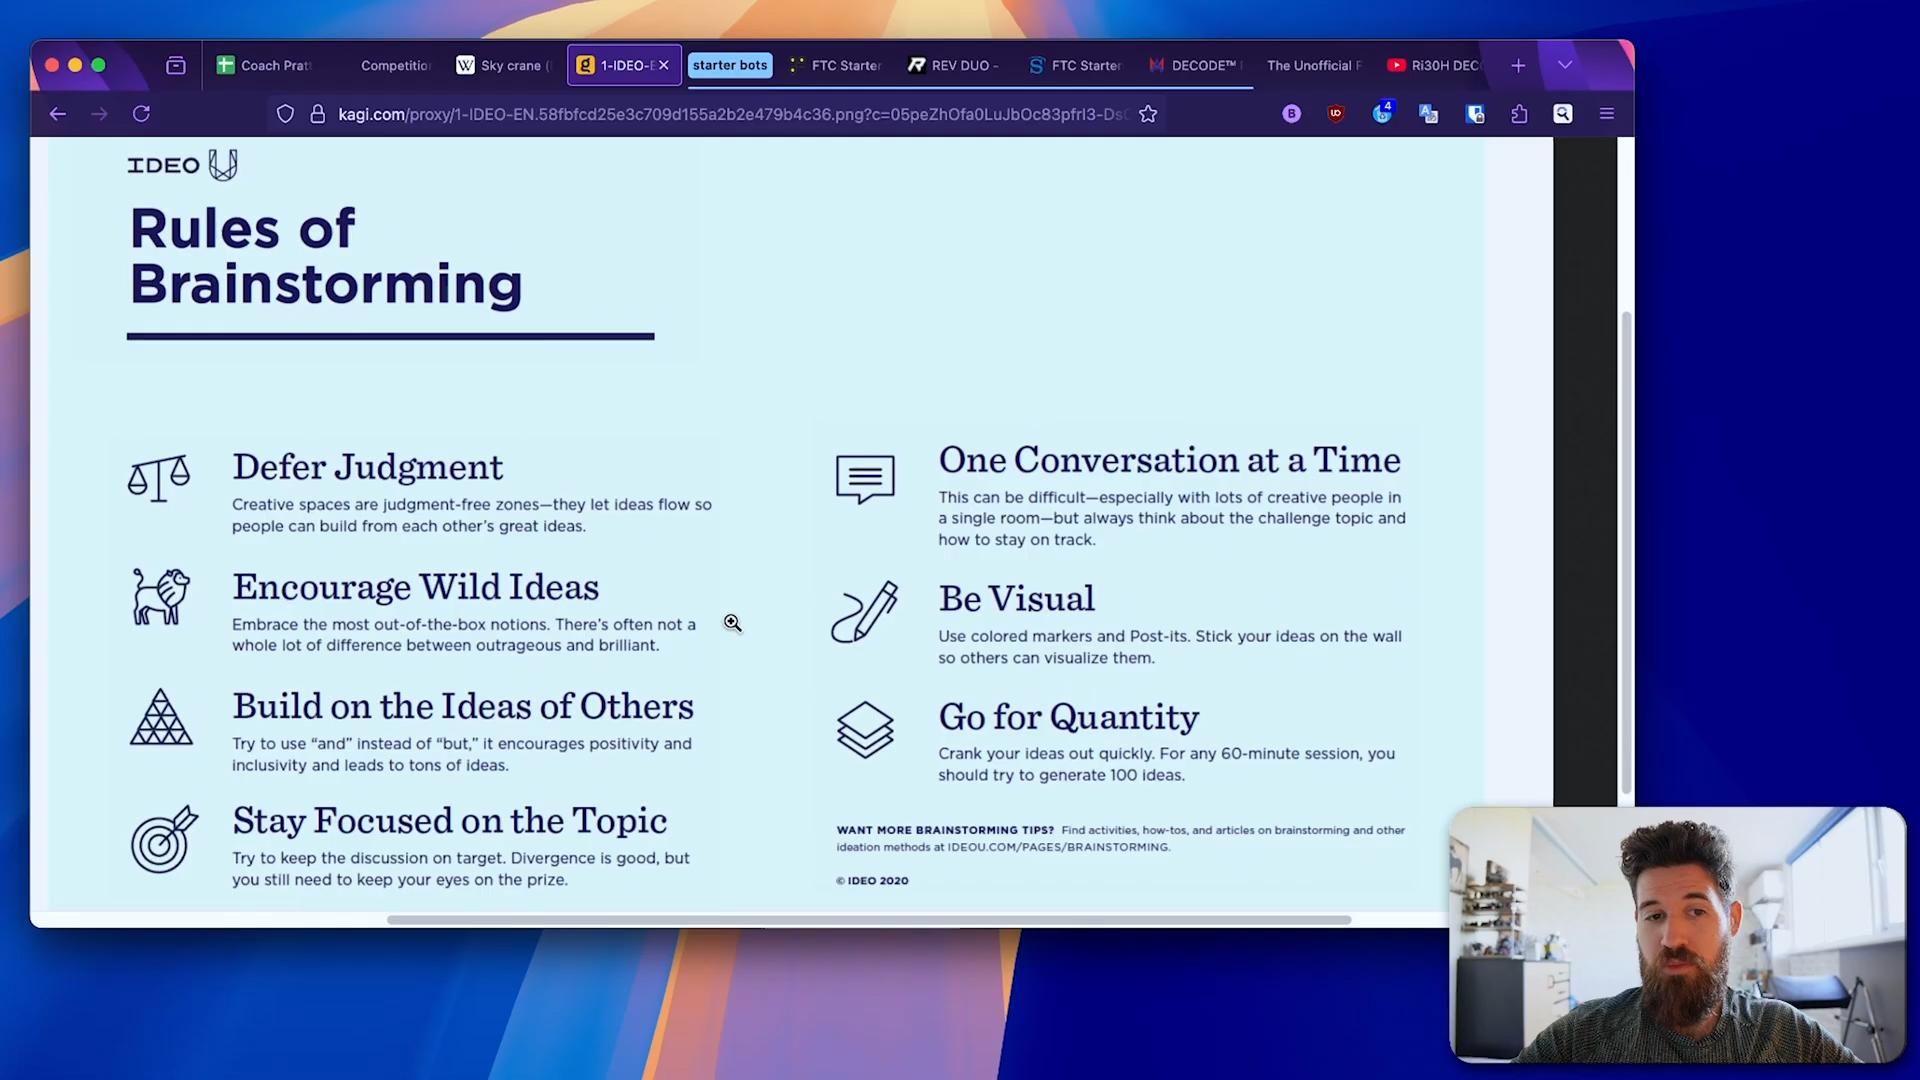 Coach Pratt
Competition
Sky crane (
1-IDEO-E
starter bots
FTC Starter
REV DUO -
FTC Starter
DECODE™
The Unofficial F
Ri30H DEC
kagi.com/proxy/1-IDEO-EN.58fbfcd25e3c709d155a2b2e479b4c36.png?c=05peZhOfa0LuJbOc83pfrl3-Ds
4
IDEO U
Rules of
Brainstorming
Defer Judgment
Creative spaces are judgment-free zones—they let ideas flow so
people can build from each other's great ideas.
Encourage Wild Ideas
Embrace the most out-of-the-box notions. There's often not a
whole lot of difference between outrageous and brilliant.
Build on the Ideas of Others
Try to use “and” instead of “but,” it encourages positivity and
inclusivity and leads to tons of ideas.
Stay Focused on the Topic
Try to keep the discussion on target. Divergence is good, but
you still need to keep your eyes on the prize.
One Conversation at a Time
This can be difficult—especially with lots of creative people in
a single room—but always think about the challenge topic and
how to stay on track.
Be Visual
Use colored markers and Post-its. Stick your ideas on the wall
so others can visualize them.
Go for Quantity
Crank your ideas out quickly. For any 60-minute session, you
should try to generate 100 ideas.
WANT MORE BRAINSTORMING TIPS? Find activities, how-tos, and articles on brainstorming and other
ideation methods at IDEOU.COM/PAGES/BRAINSTORMING.
© IDEO 2020